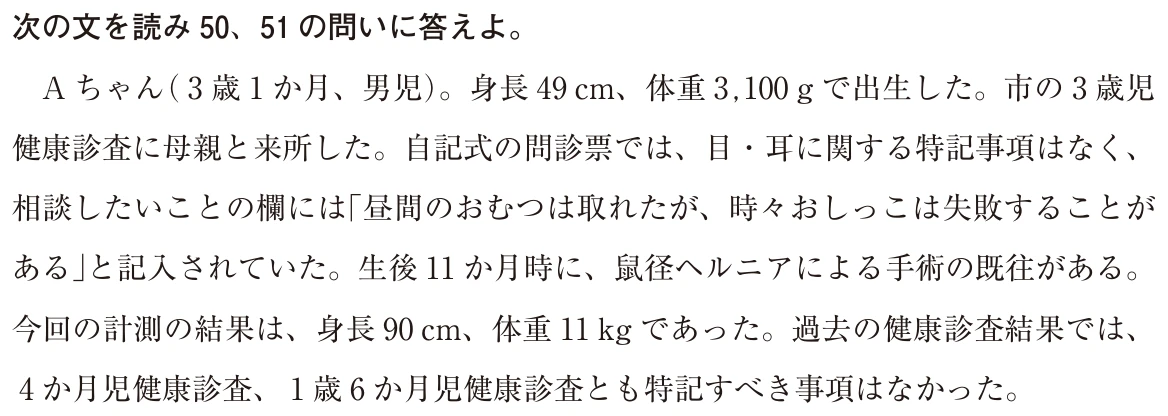 次の文を読み 50、51 の問いに答えよ。
Ａちゃん(３歳１か月、男児)。身長 49 cm、体重 3,100 g で出生した。市の３歳児
健康診査に母親と来所した。自記式の問診票では、目・耳に関する特記事項はなく、
相談したいことの欄には「昼間のおむつは取れたが、時々おしっこは失敗することが
ある」と記入されていた。生後 11 か月時に、鼠径ヘルニアによる手術の既往がある。
今回の計測の結果は、身長 90 cm、体重 11 kg であった。過去の健康診査結果では、
４か月児健康診査、１歳６か月児健康診査とも特記すべき事項はなかった。